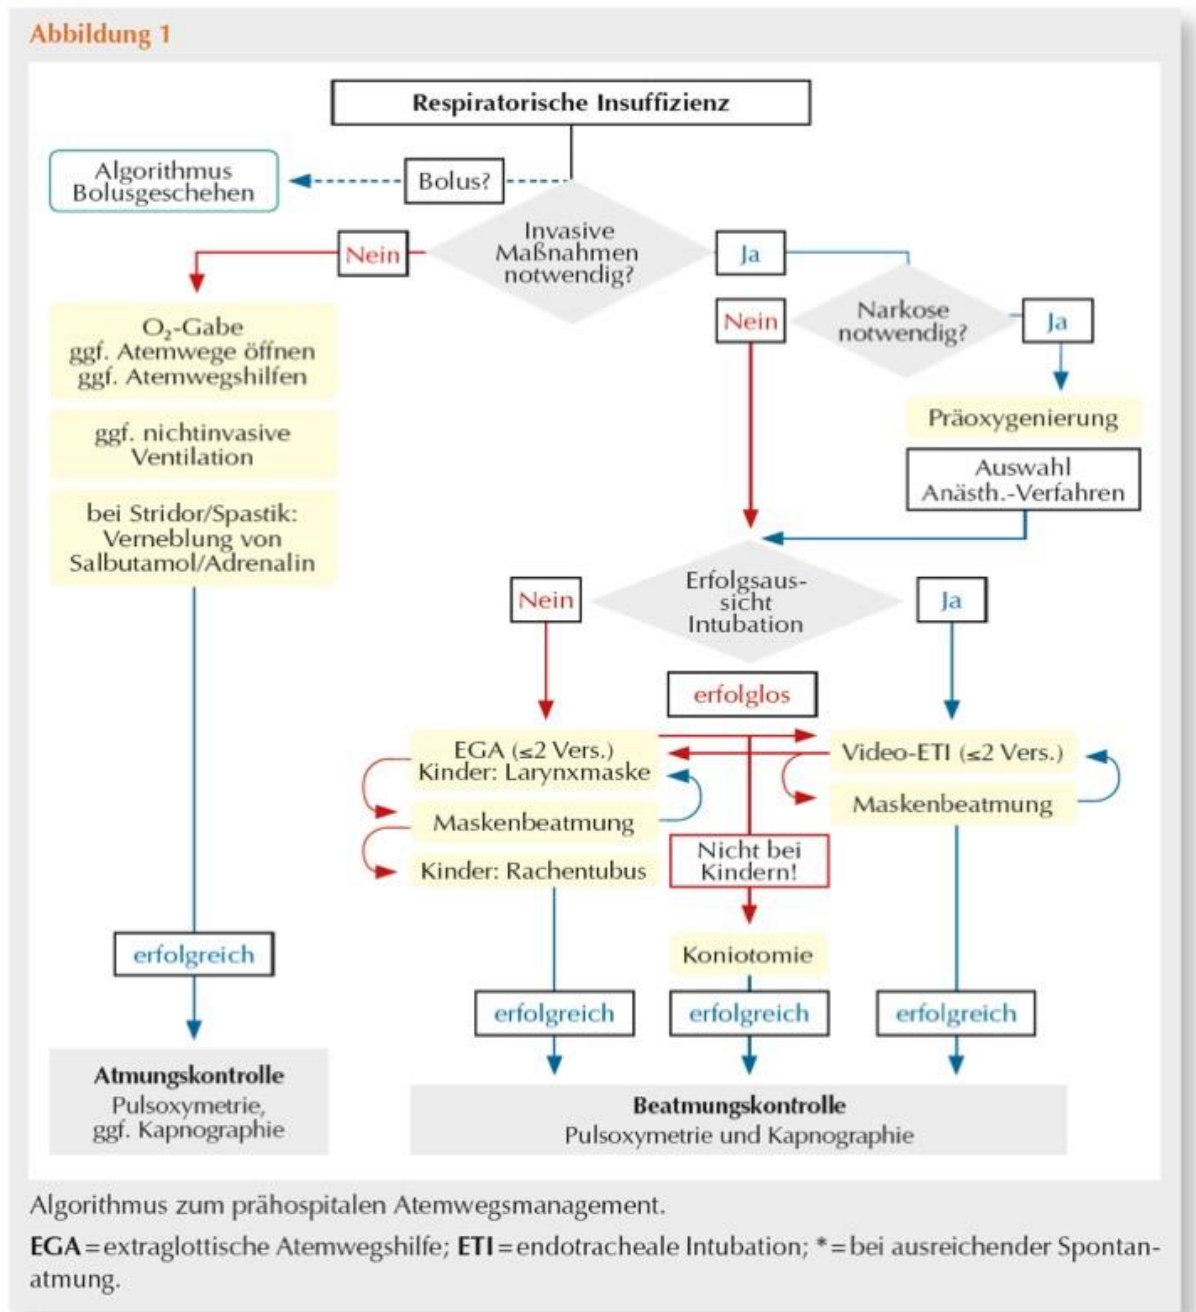 Abbildung 1
Respiratorische Insuffizienz
Algorithmus
Bolusgeschehen
Bolus?
Invasive
Maßnahmen
notwendig?
Nein
Ja
O₂-Gabe
ggf. Atemwege öffnen
ggf. Atemwegshilfen
ggf. nichtinvasive
Ventilation
bei Stridor/Spastik:
Verneblung von
Salbutamol/Adrenalin
Nein
Narkose
notwendig?
Ja
Präoxygenierung
Auswahl
Anästh.-Verfahren
Nein
Erfolgsaus-
sicht
Intubation
Ja
erfolglos
EGA (≤2 Vers.)
Kinder: Larynxmaske
Maskenbeatmung
Kinder: Rachentubus
Video-ETI (≤2 Vers.)
Maskenbeatmung
Nicht bei
Kindern!
Koniotomie
erfolgreich
erfolgreich
erfolgreich
erfolgreich
Atmungskontrolle
Pulsoxymetrie,
ggf. Kapnographie
Beatmungskontrolle
Pulsoxymetrie und Kapnographie
Algorithmus zum prähospitalen Atemwegsmanagement.
EGA=extraglottische Atemwegshilfe; ETI=endotracheale Intubation; *=bei ausreichender Spontan-
atmung.